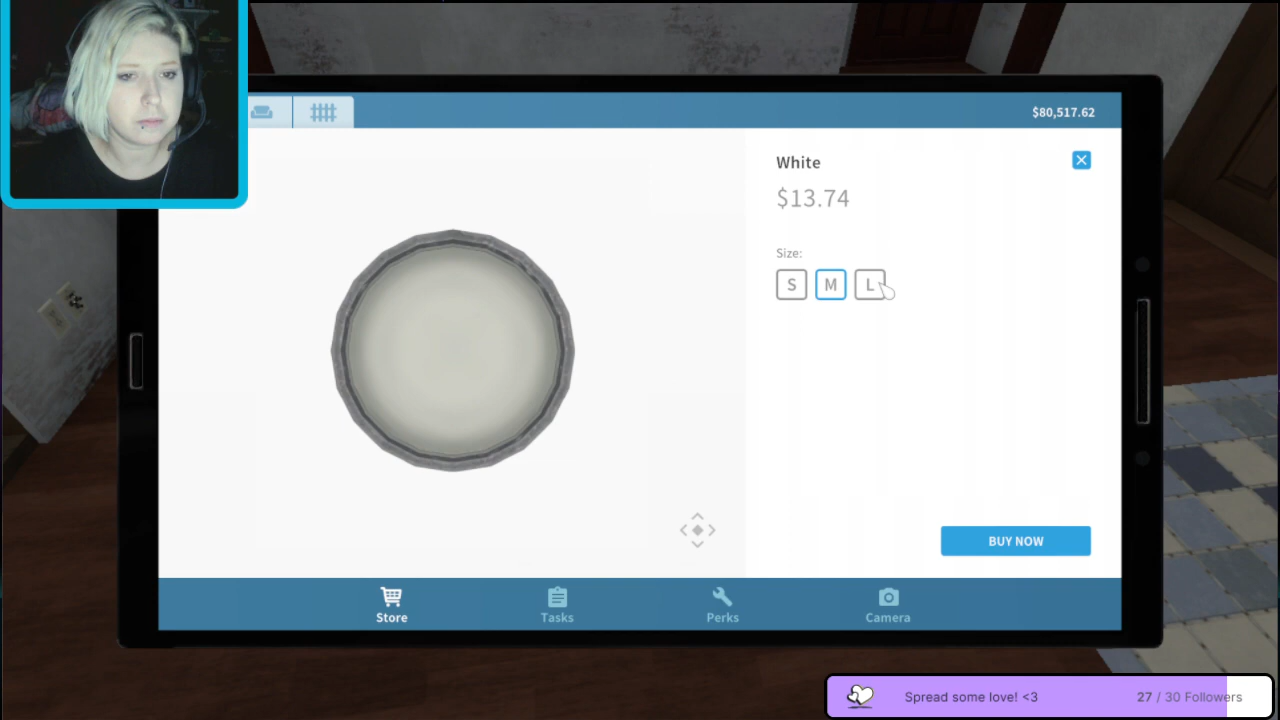 $80,517.62
White
$13.74
Size:
S M L
BUY NOW
Store Tasks Perks Camera
Spread some love! <3 27 / 30 Followers